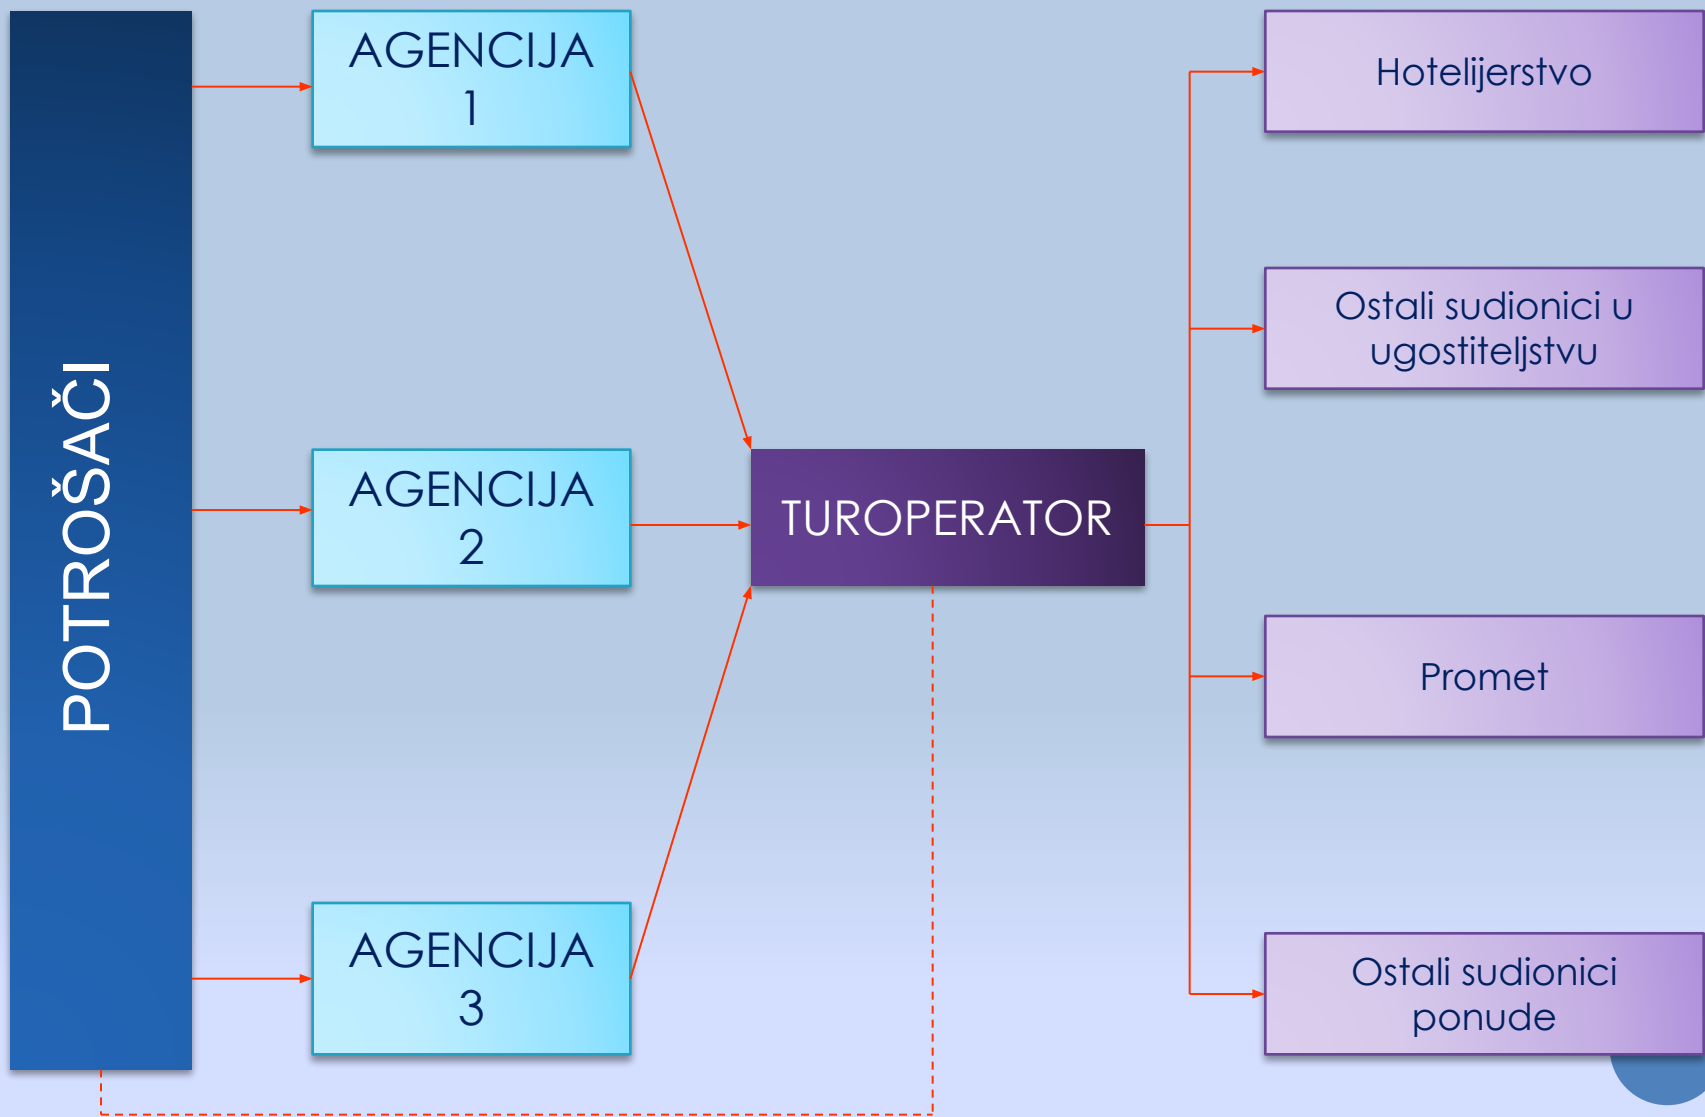 POTROŠAČI
AGENCIJA
1
AGENCIJA
2
AGENCIJA
3
TUROPERATOR
Hotelijerstvo
Ostali sudionici u
ugostiteljstvu
Promet
Ostali sudionici
ponude